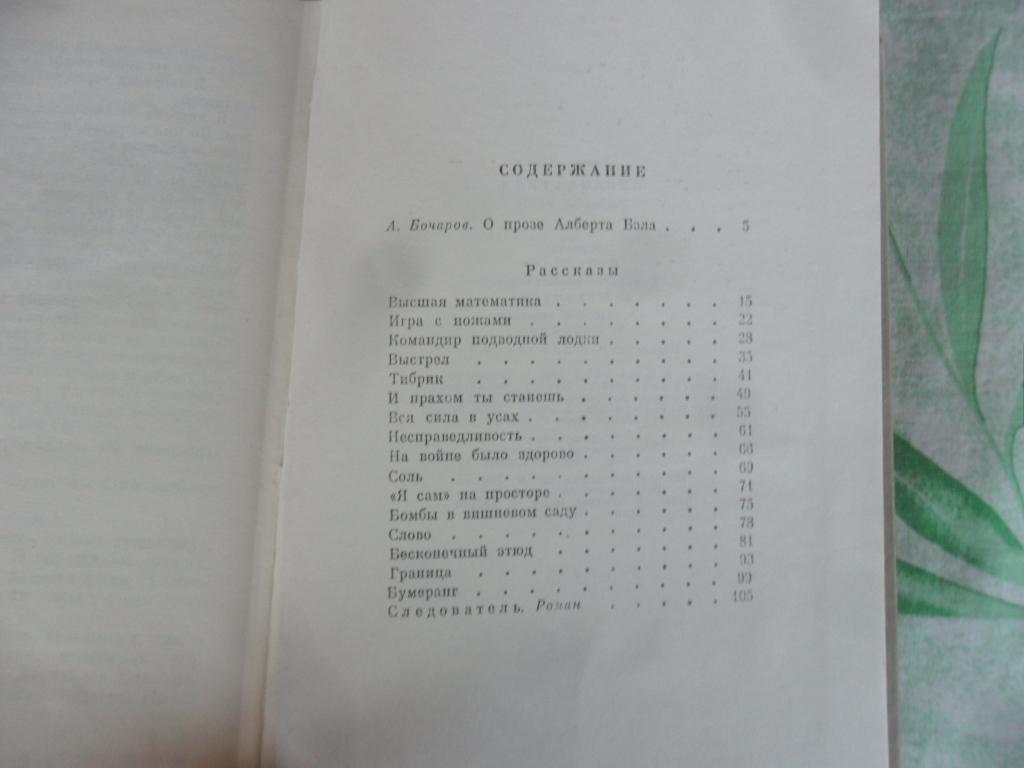 СОДЕРЖАНИЕ
А. Бочаров. О прозе Алберта Бэла . . . 5
Рассказы
Высшая математика . . . . . . . 15
Игра с ножами . . . . . . . . 22
Командир подводной лодки . . . . . 28
Выстрел . . . . . . . . . 35
Тибрик . . . . . . . . . 41
И прахом ты станешь . . . . . . 49
Вся сила в усах . . . . . . . . 55
Несправедливость . . . . . . . . 61
На войне было здорово . . . . . . 66
Соль . . . . . . . . . . 69
«Я сам» на просторе . . . . . . . 71
Бомбы в вишневом саду . . . . . . 75
Слово . . . . . . . . . . 78
Бесконечный этюд . . . . . . . 81
Граница . . . . . . . . . 93
Бумеранг . . . . . . . . . 99
Следователь. Роман . . . . . 105